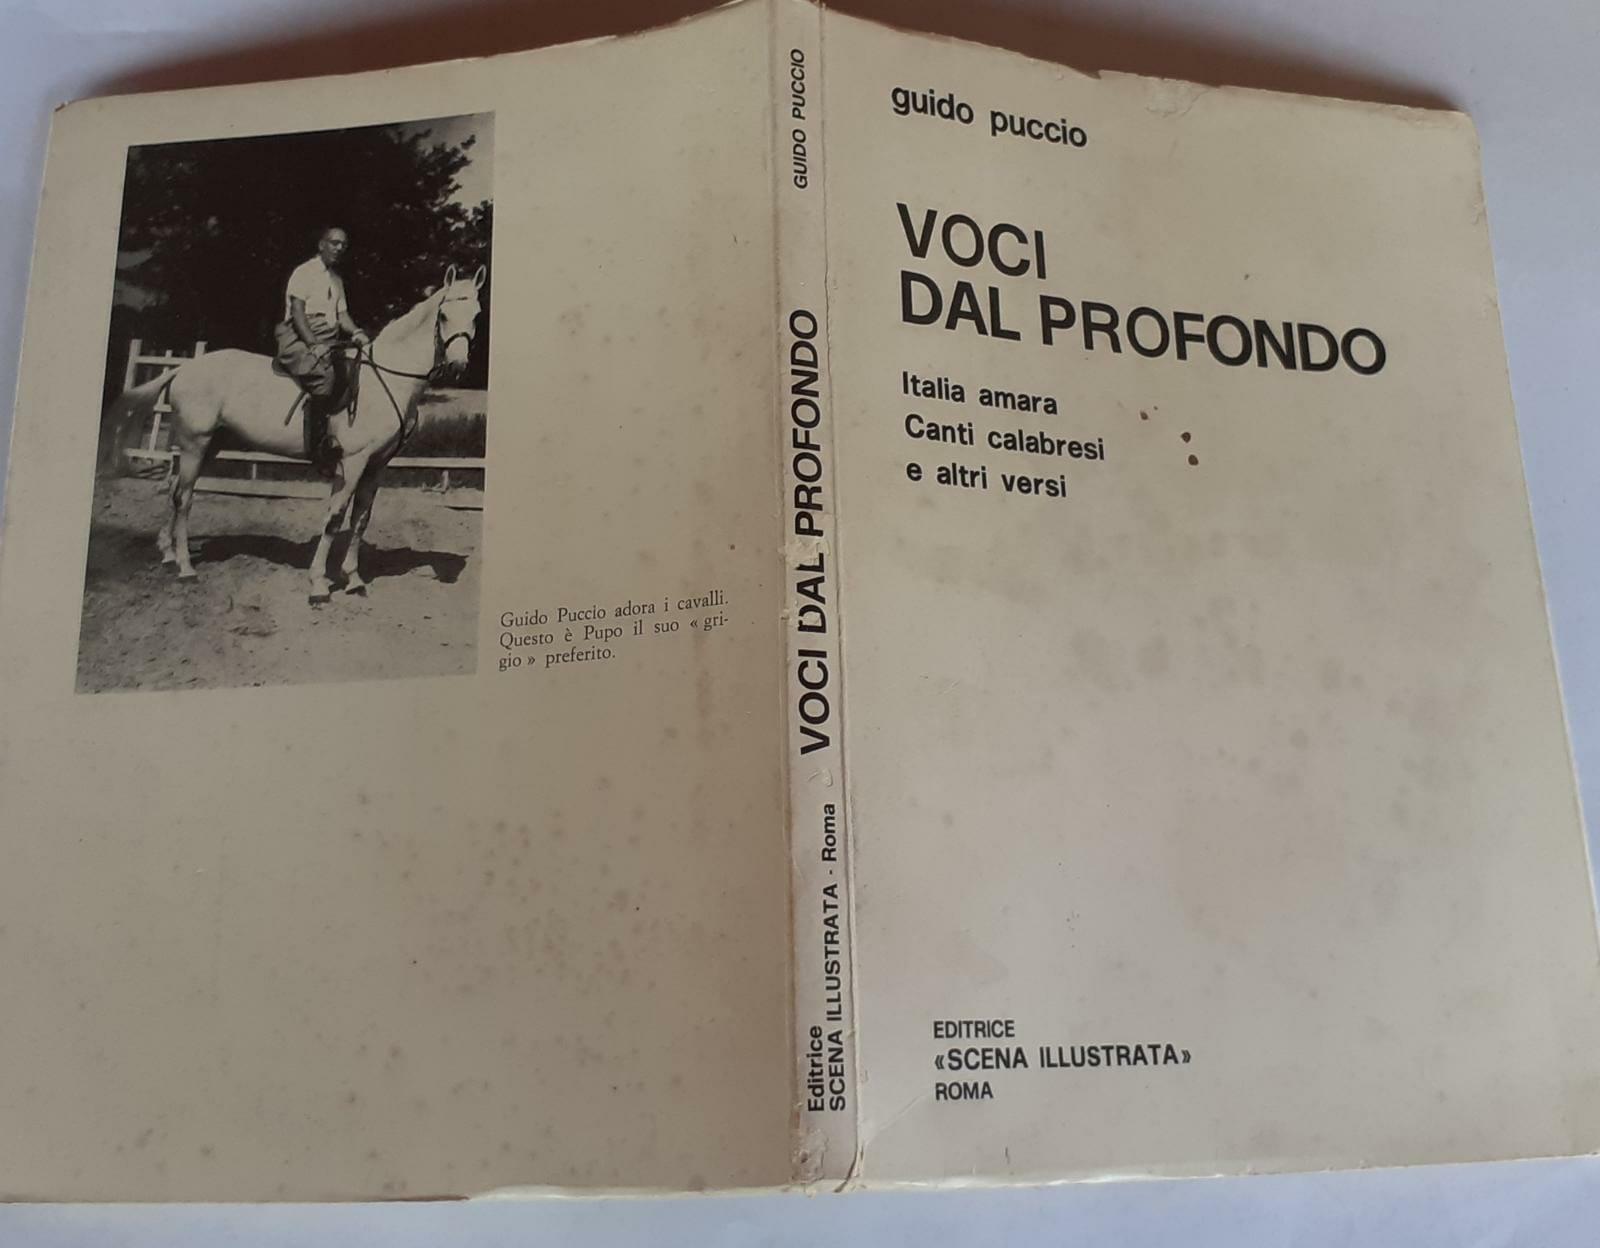 Guido Puccio adora i cavalli.
Questo è Pupo il suo « gri-
gio » preferito.
GUIDO PUCCIO
VOCI DAL PROFONDO
Editrice
SCENA ILLUSTRATA - Roma
guido puccio
VOCI
DAL PROFONDO
Italia amara
Canti calabresi
e altri versi
EDITRICE
«SCENA ILLUSTRATA»
ROMA